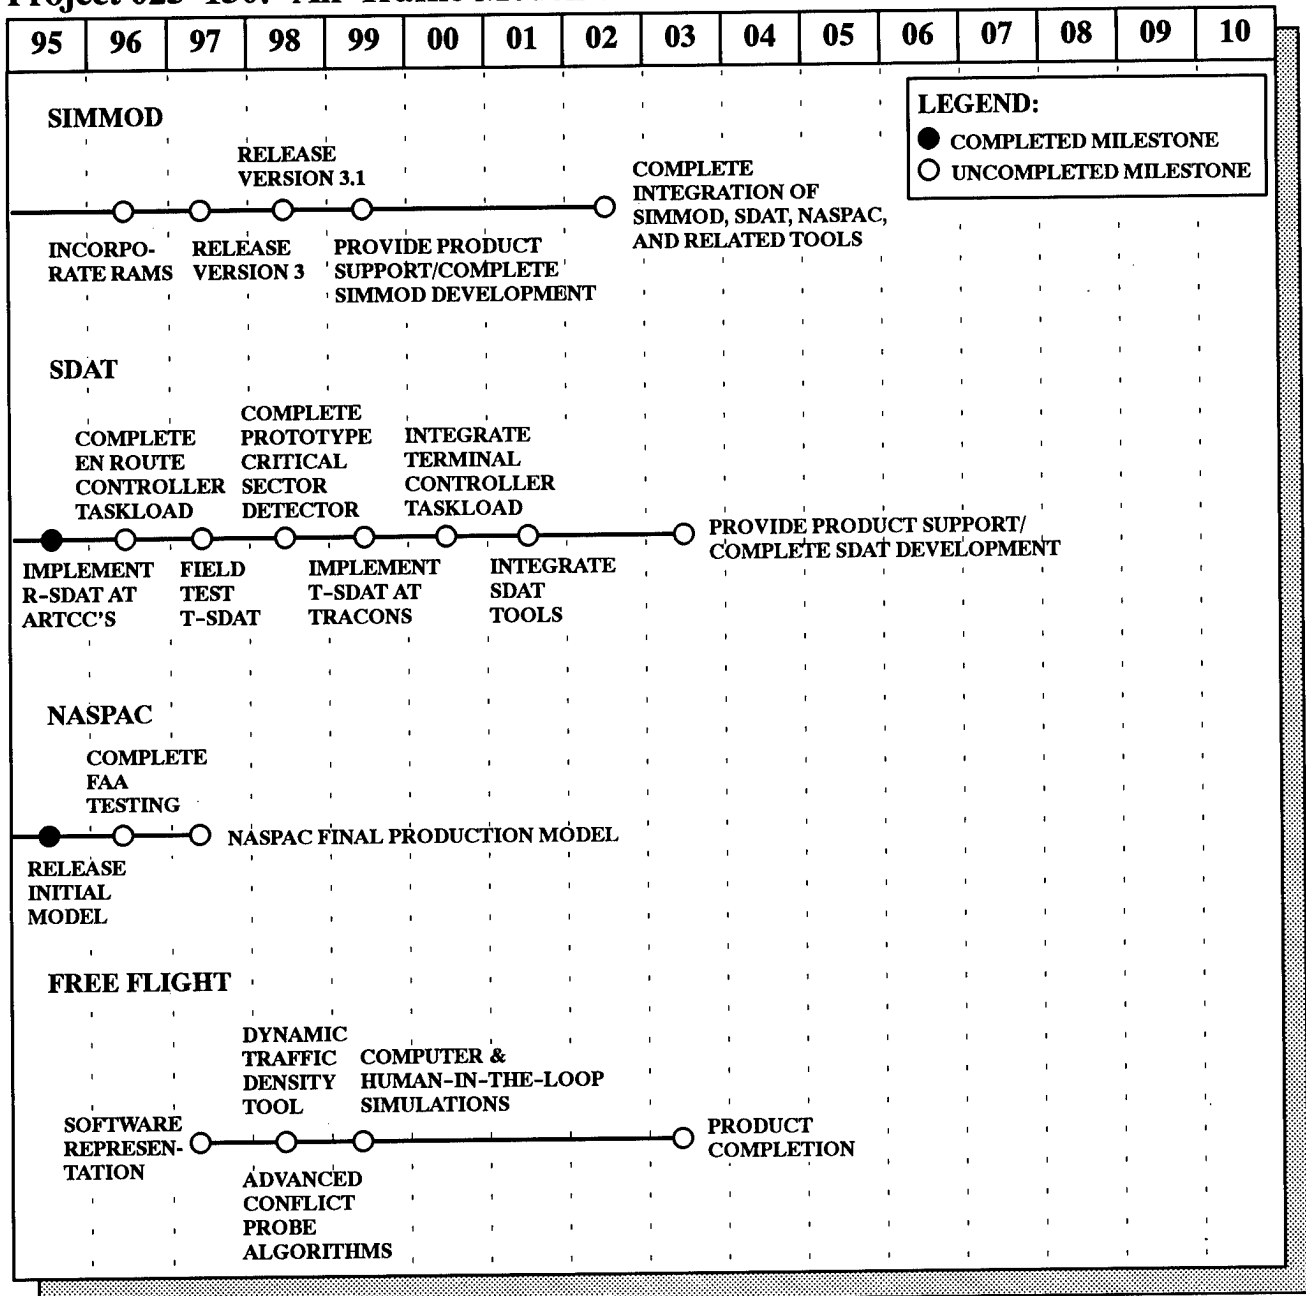 95 96 97 98 99 00 01 02 03 04 05 06 07 08 09 10
LEGEND:
COMPLETED MILESTONE
UNCOMPLETED MILESTONE
SIMMOD
RELEASE
VERSION 3.1
COMPLETE
INTEGRATION OF
SIMMOD, SDAT, NASPAC,
AND RELATED TOOLS
INCORPO-
RATE RAMS
RELEASE
VERSION 3
PROVIDE PRODUCT
SUPPORT/COMPLETE
SIMMOD DEVELOPMENT
SDAT
COMPLETE
EN ROUTE
CONTROLLER
TASKLOAD
COMPLETE
PROTOTYPE
CRITICAL
SECTOR
DETECTOR
INTEGRATE
TERMINAL
CONTROLLER
TASKLOAD
PROVIDE PRODUCT SUPPORT/
COMPLETE SDAT DEVELOPMENT
IMPLEMENT
R-SDAT AT
ARTCC'S
FIELD
TEST
T-SDAT
IMPLEMENT
T-SDAT AT
TRACONS
INTEGRATE
SDAT
TOOLS
NASPAC
COMPLETE
FAA
TESTING
NASPAC FINAL PRODUCTION MODEL
RELEASE
INITIAL
MODEL
FREE FLIGHT
DYNAMIC
TRAFFIC
DENSITY
TOOL
COMPUTER &
HUMAN-IN-THE-LOOP
SIMULATIONS
SOFTWARE
REPRESEN-
TATION
PRODUCT
COMPLETION
ADVANCED
CONFLICT
PROBE
ALGORITHMS